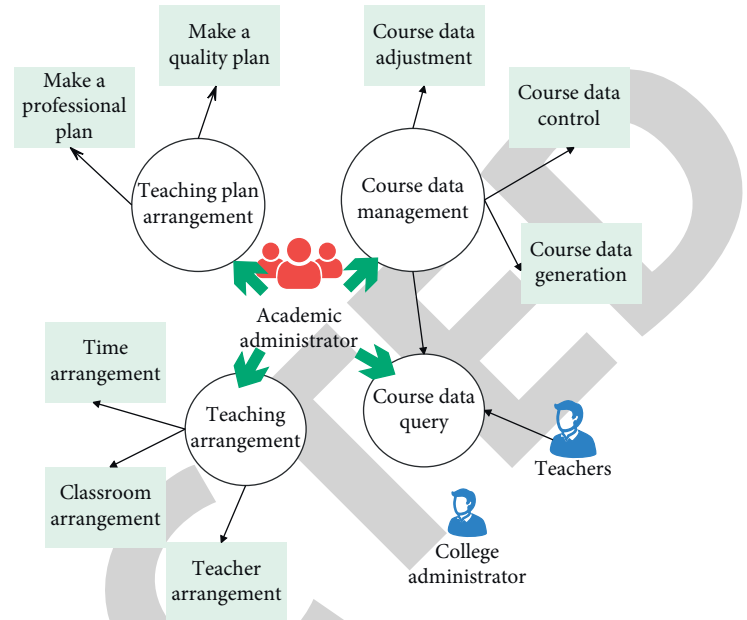 Make a
quality plan
Course data
adjustment
Make a
professional
plan
Course data
control
Teaching plan
arrangement
Course data
management
Course data
generation
Academic
administrator
Time
arrangement
Teaching
arrangement
Course data
query
Teachers
Classroom
arrangement
College
administrator
Teacher
arrangement